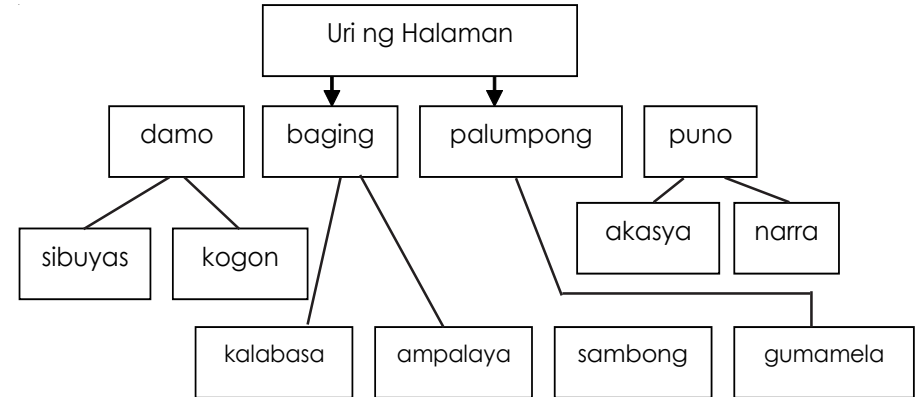 Uri ng Halaman
damo
baging
palumpong
puno
sibuyas
kogon
akasya
narra
kalabasa
ampalaya
sambong
gumamela